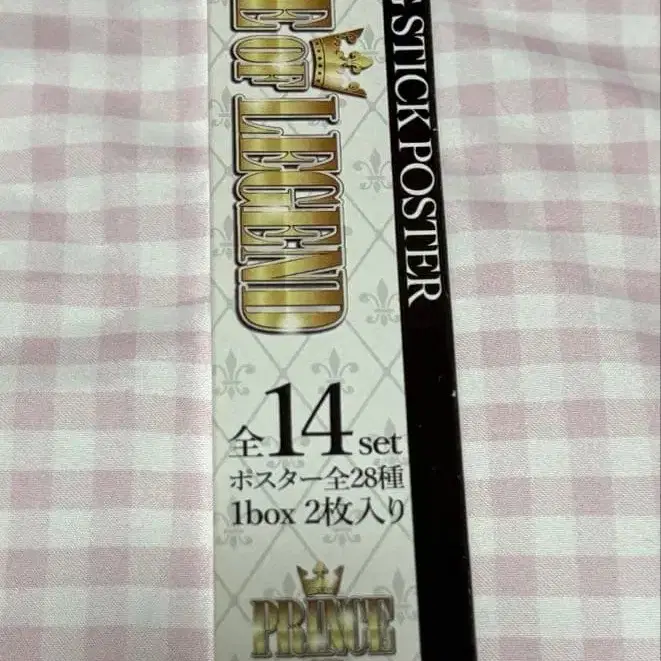 OF LEGEND
STICK POSTER
全14set
ポスター全28種
1box 2枚入り
PRINCE